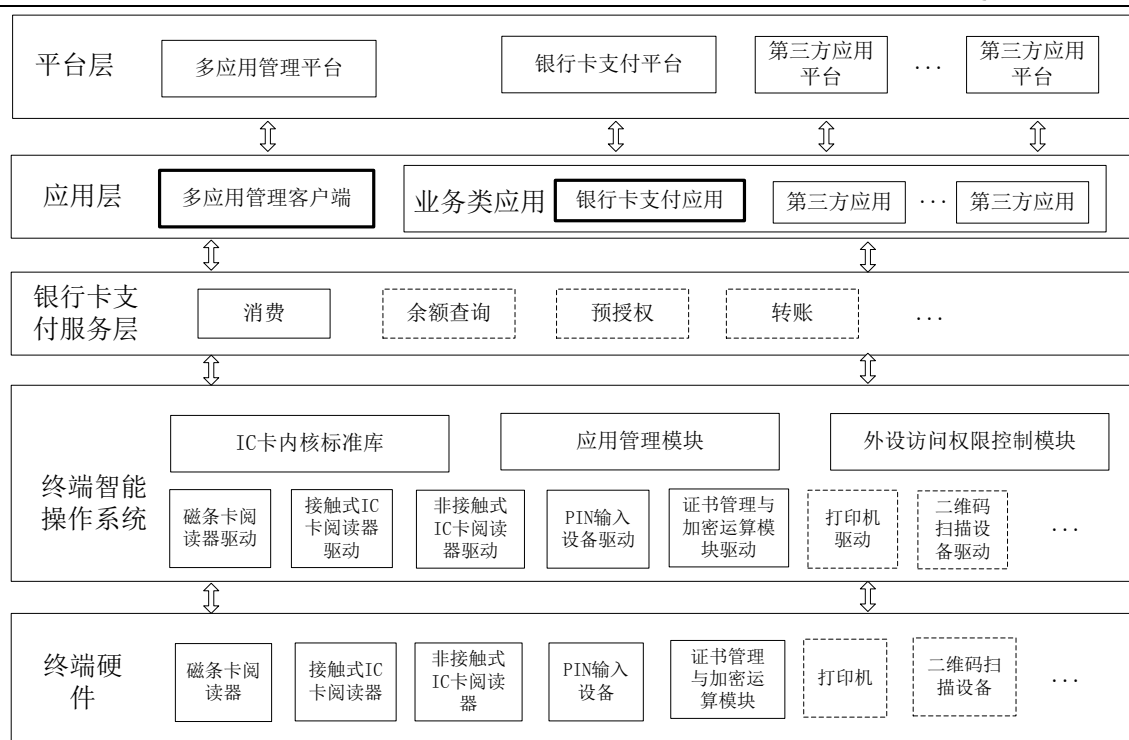 平台层
多应用管理平台
银行卡支付平台
第三方应用
平台
...
第三方应用
平台
应用层
多应用管理客户端
业务类应用
银行卡支付应用
第三方应用
...
第三方应用
银行卡支
付服务层
消费
余额查询
预授权
转账
...
终端智能
操作系统
IC卡内核标准库
应用管理模块
外设访问权限控制模块
磁条卡阅
读器驱动
接触式IC
卡阅读器
驱动
非接触式
IC卡阅读
器驱动
PIN输入
设备驱动
证书管理与
加密运算模
块驱动
打印机
驱动
二维码
扫描设
备驱动
...
终端硬
件
磁条卡阅
读器
接触式IC
卡阅读器
非接触式
IC卡阅读
器
PIN输入
设备
证书管理
与加密运
算模块
打印机
二维码扫
描设备
...